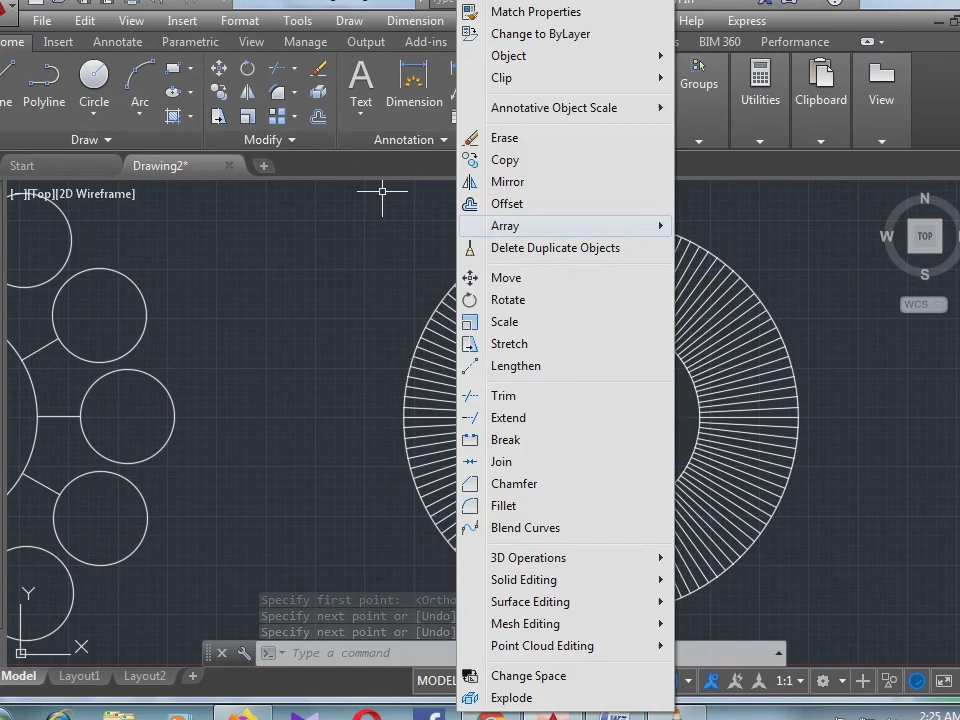 File Edit View Insert Format Tools Draw Dimension
Help Express
ome Insert Annotate Parametric View Manage Output Add-ins
BIM 360 Performance
ne Polyline Circle Arc
Text Dimension
Groups Utilities Clipboard View
Draw Modify Annotation
Start Drawing2*
[−][Top][2D Wireframe]
Match Properties
Change to ByLayer
Object
Clip
Annotative Object Scale
Erase
Copy
Mirror
Offset
Array
Delete Duplicate Objects
Move
Rotate
Scale
Stretch
Lengthen
Trim
Extend
Break
Join
Chamfer
Fillet
Blend Curves
3D Operations
Solid Editing
Surface Editing
Mesh Editing
Point Cloud Editing
Change Space
Explode
N
W TOP
S
WCS
Y
X
Specify first point: <Ortho
Specify next point or [Undo]
Specify next point or [Undo]
Type a command
Model Layout1 Layout2
MODEL
1:1
2:25 AM